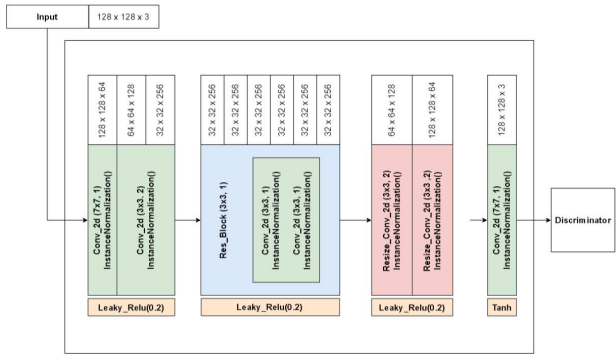 Input
128 x 128 x 3
128 x 128 x 64
64 x 64 x 128
32 x 32 x 256
32 x 32 x 256
32 x 32 x 256
32 x 32 x 256
32 x 32 x 256
32 x 32 x 256
32 x 32 x 256
64 x 64 x 128
128 x 128 x 64
128 x 128 x 3
Conv_2d (7x7, 1)
InstanceNormalization()
Conv_2d (3x3, 2)
InstanceNormalization()
Res_Block (3x3, 1)
Conv_2d (3x3, 1)
InstanceNormalization()
Conv_2d (3x3, 1)
InstanceNormalization()
Resize_Conv_2d (3x3, 2)
InstanceNormalization()
Resize_Conv_2d (3x3 ,2)
InstanceNormalization()
Conv_2d (7x7, 1)
InstanceNormalization()
Discriminator
Leaky_Relu(0.2)
Leaky_Relu(0.2)
Leaky_Relu(0.2)
Tanh